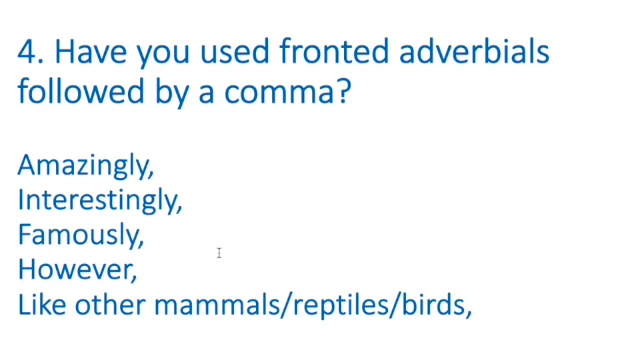 4. Have you used fronted adverbials
followed by a comma?
Amazingly,
Interestingly,
Famously,
However,
Like other mammals/reptiles/birds,